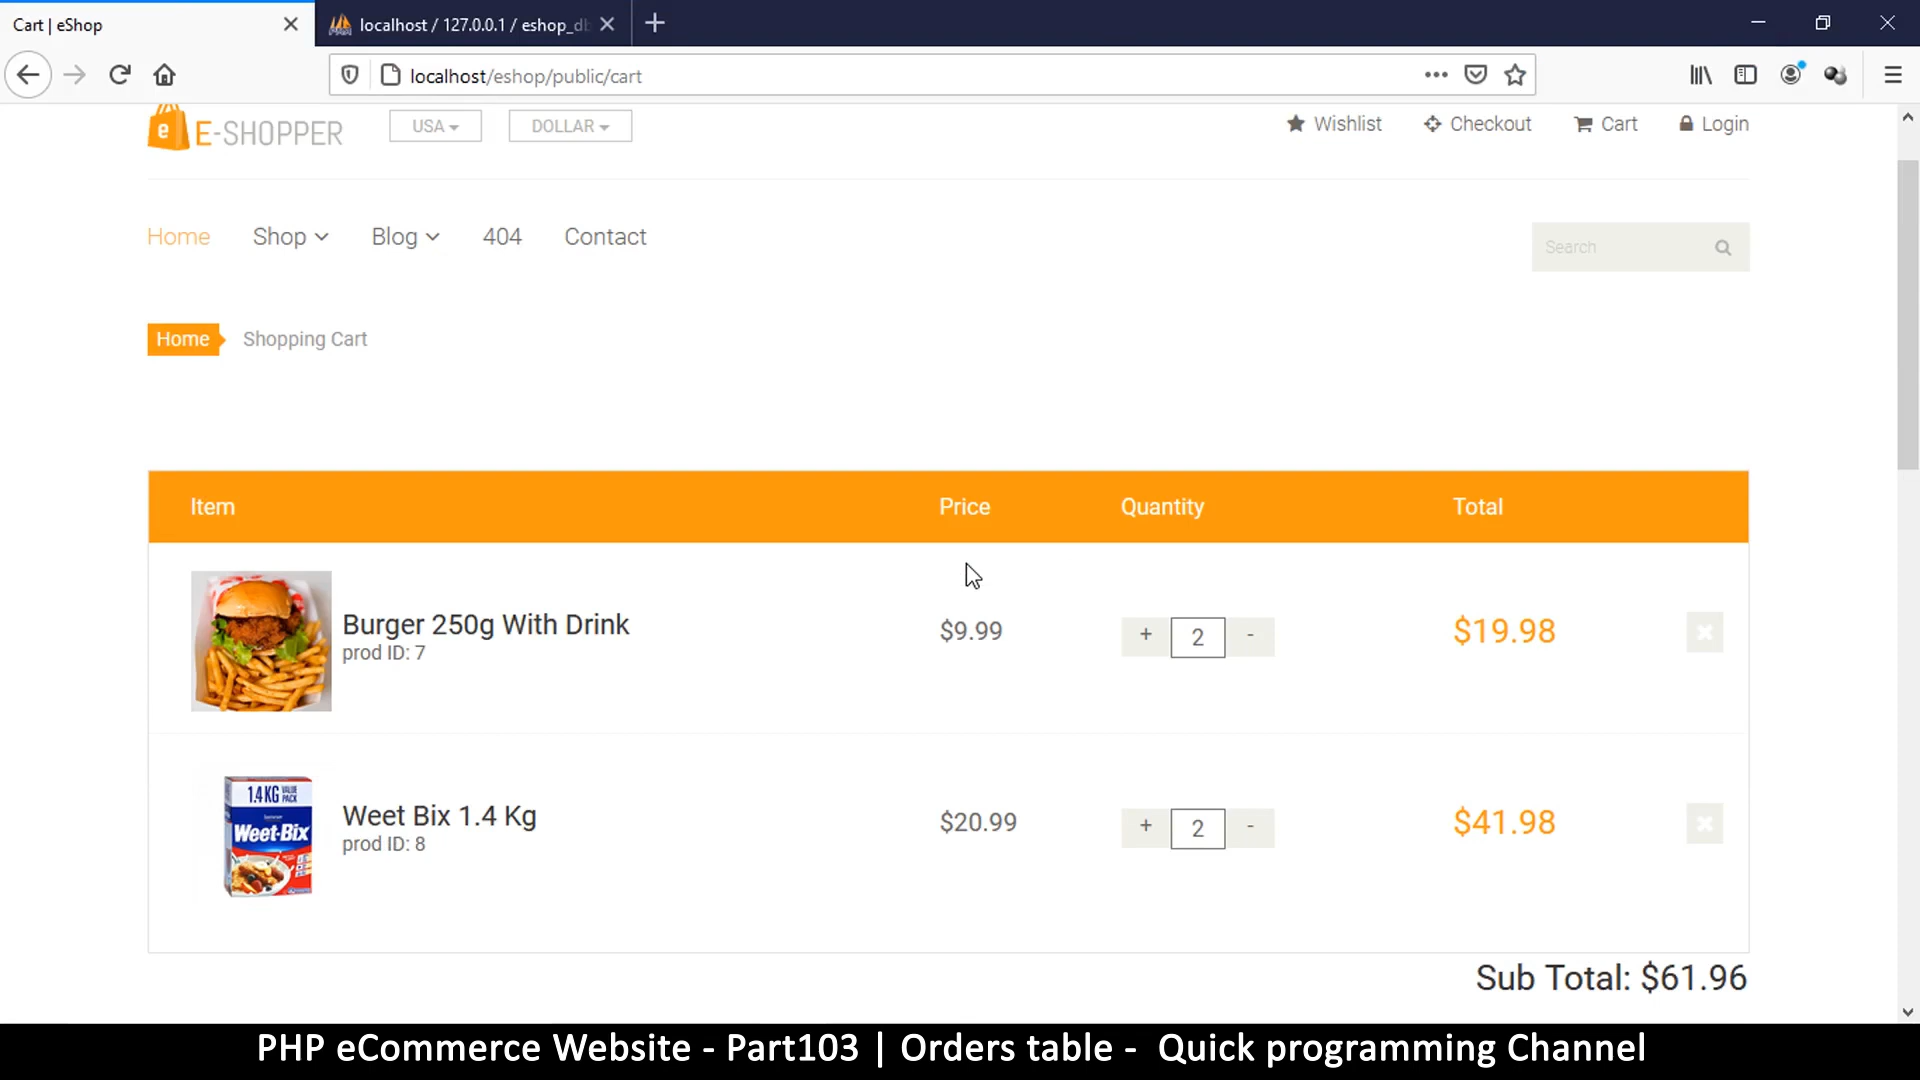 Cart | eShop
localhost / 127.0.0.1 / eshop_db
localhost/eshop/public/cart
e E-SHOPPER
USA
DOLLAR
Wishlist
Checkout
Cart
Login
Home
Shop
Blog
404
Contact
Search
Home
Shopping Cart
Item
Price
Quantity
Total
Burger 250g With Drink
prod ID: 7
$9.99
+ 2 -
$19.98
1.4KG VALUE PACK
Weet-Bix
Weet Bix 1.4 Kg
prod ID: 8
$20.99
+ 2 -
$41.98
Sub Total: $61.96
PHP eCommerce Website - Part103 | Orders table - Quick programming Channel